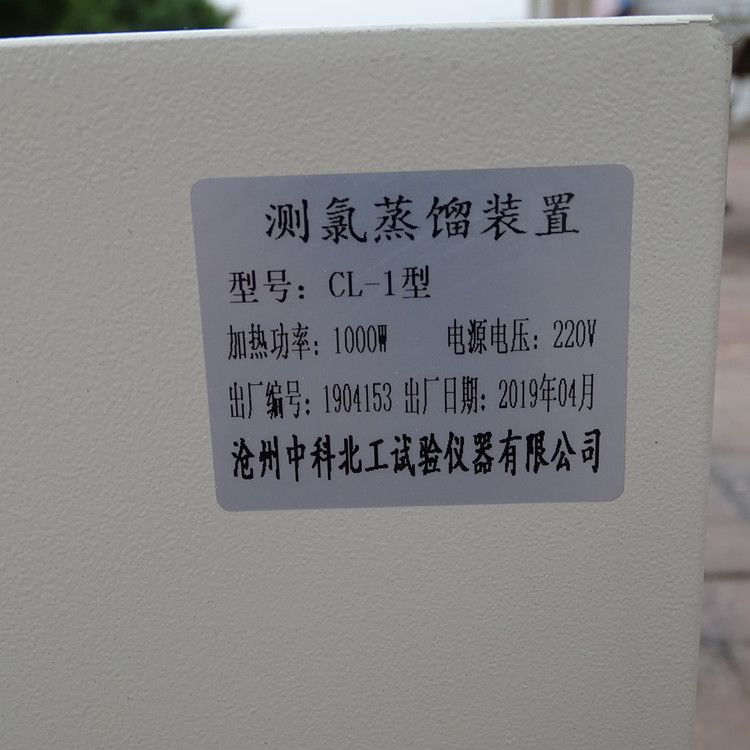 测氯蒸馏装置
型号：CL-1型
加热功率：1000W 电源电压：220V
出厂编号：1904153 出厂日期：2019年04月
沧州中科北工试验仪器有限公司